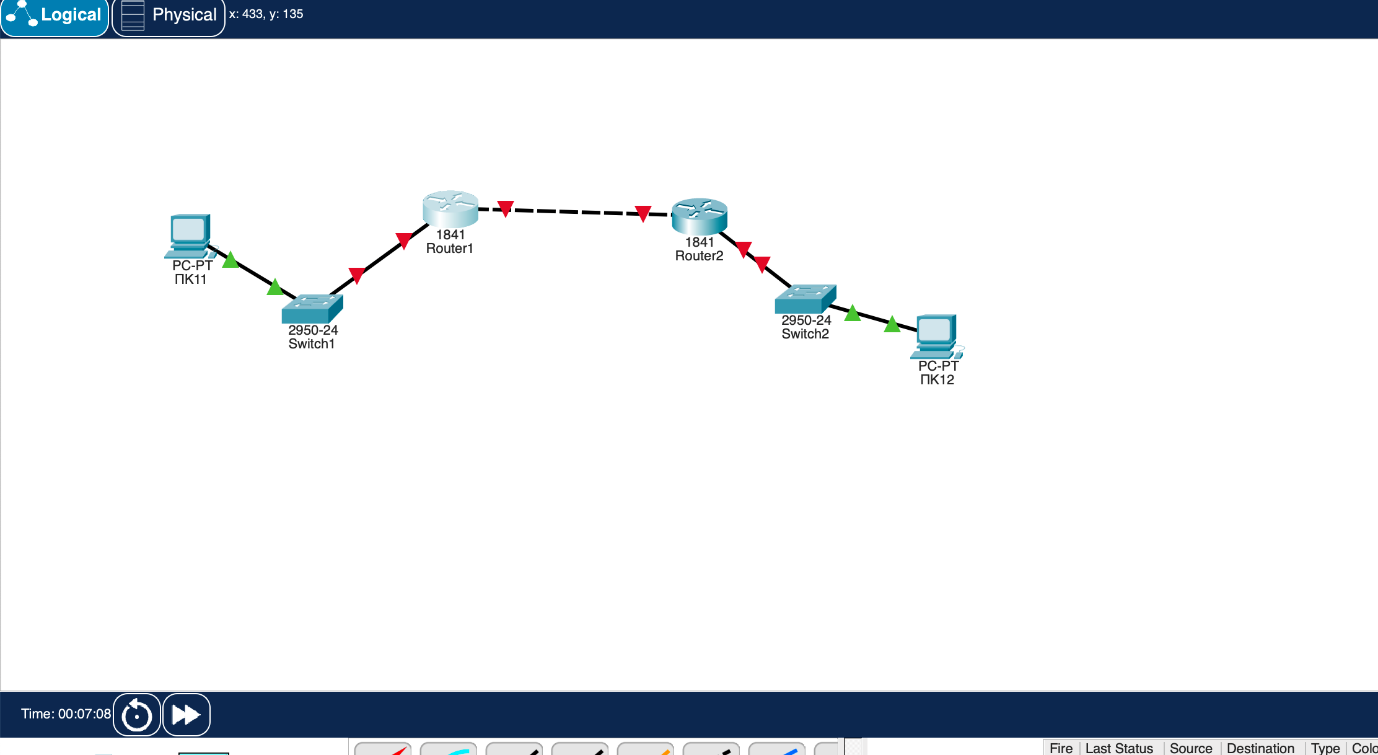 Logical
Physical
x: 433, y: 135
1841
Router1
1841
Router2
PC-PT
ПК11
2950-24
Switch1
2950-24
Switch2
PC-PT
ПК12
Time: 00:07:08
Fire Last Status Source Destination Type